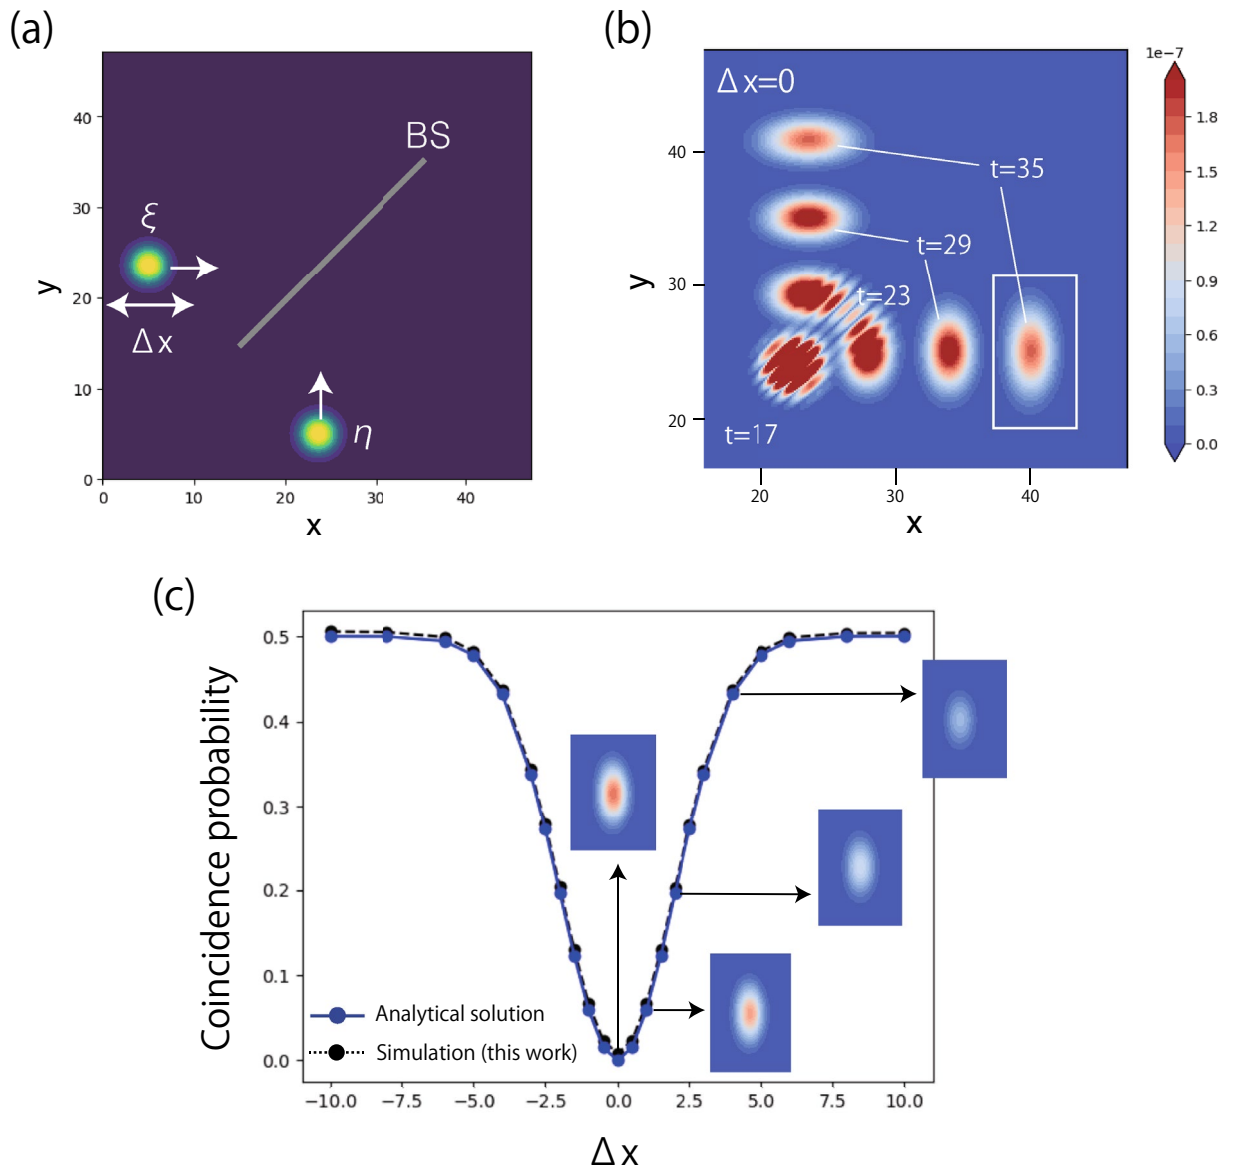 (a)
BS
ξ
Δx
η
y
40
30
20
10
0
0 10 20 30 40
x
(b)
Δx=0
t=35
t=29
t=23
t=17
y
40
30
20
20 30 40
x
1e−7
1.8
1.5
1.2
0.9
0.6
0.3
0.0
(c)
Coincidence probability
0.5
0.4
0.3
0.2
0.1
0.0
Analytical solution
Simulation (this work)
−10.0 −7.5 −5.0 −2.5 0.0 2.5 5.0 7.5 10.0
Δx